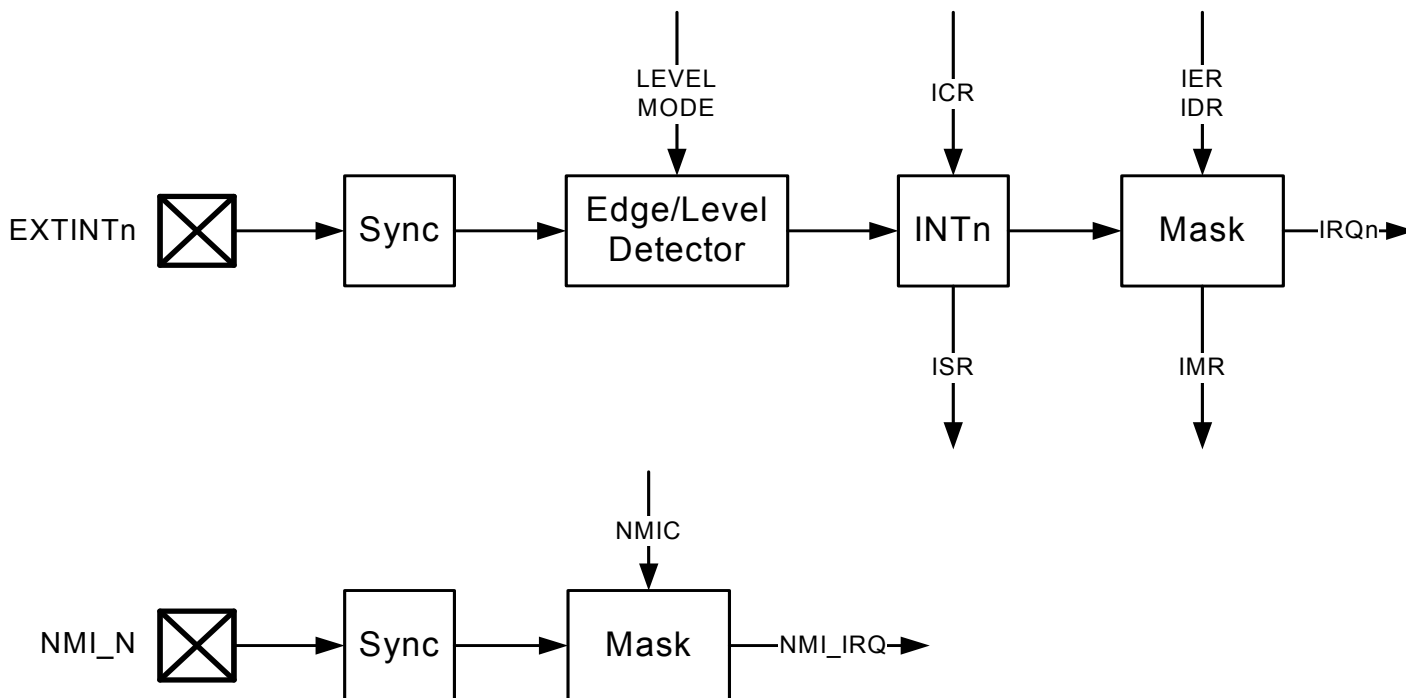 LEVEL
MODE
ICR
IER
IDR
EXTINTn
Sync
Edge/Level
Detector
INTn
Mask
IRQn
ISR
IMR
NMIC
NMI_N
Sync
Mask
NMI_IRQ